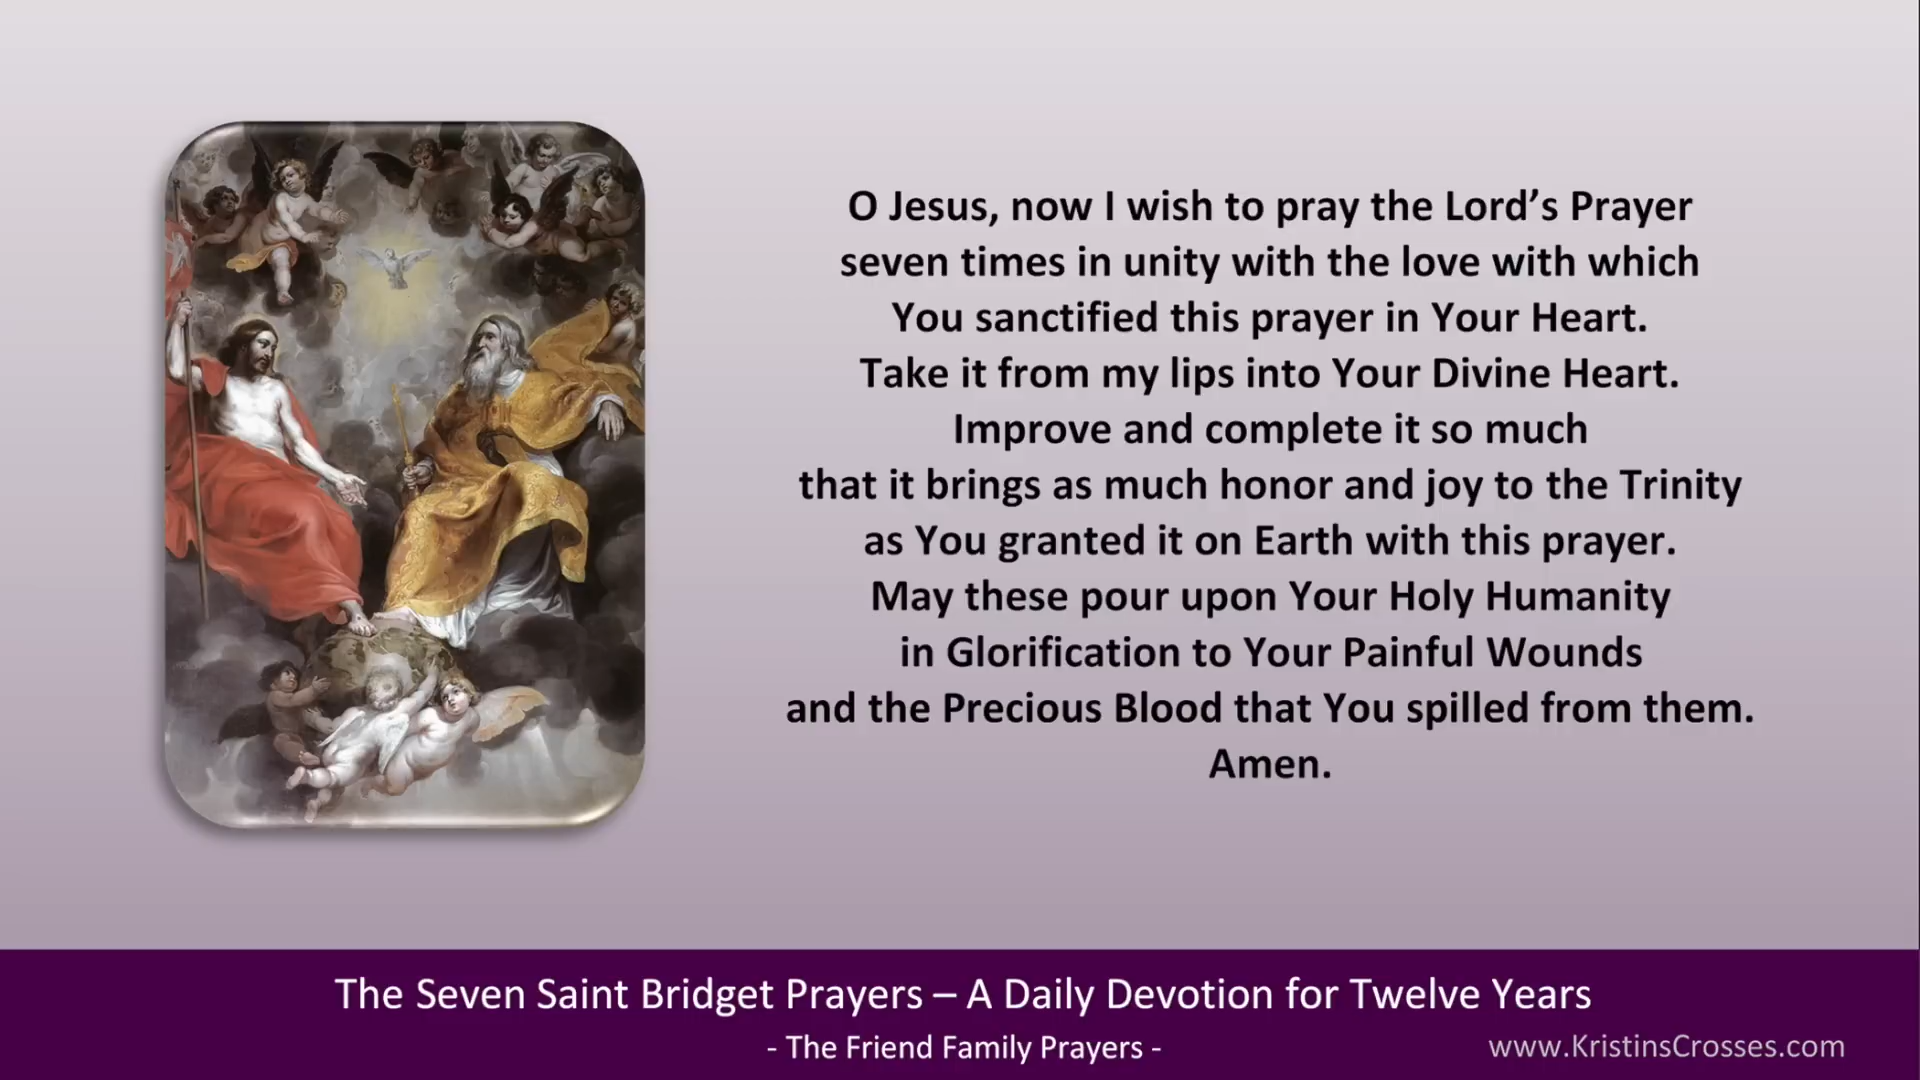 O Jesus, now I wish to pray the Lord’s Prayer
seven times in unity with the love with which
You sanctified this prayer in Your Heart.
Take it from my lips into Your Divine Heart.
Improve and complete it so much
that it brings as much honor and joy to the Trinity
as You granted it on Earth with this prayer.
May these pour upon Your Holy Humanity
in Glorification to Your Painful Wounds
and the Precious Blood that You spilled from them.
Amen.
The Seven Saint Bridget Prayers – A Daily Devotion for Twelve Years
- The Friend Family Prayers -
www.KristinsCrosses.com